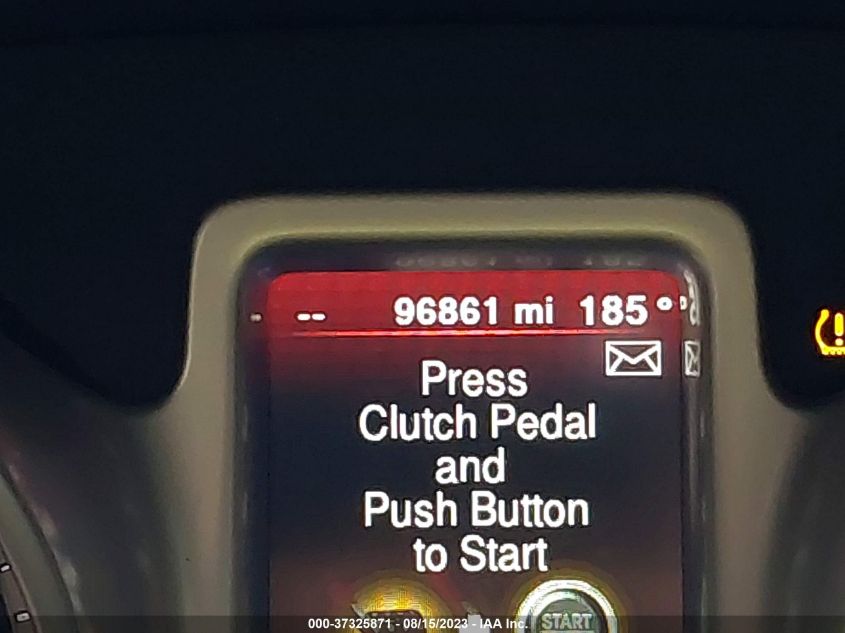 -- 96861 mi 185°
Press
Clutch Pedal
and
Push Button
to Start
START
000-37325871 - 08/15/2023 - IAA Inc.